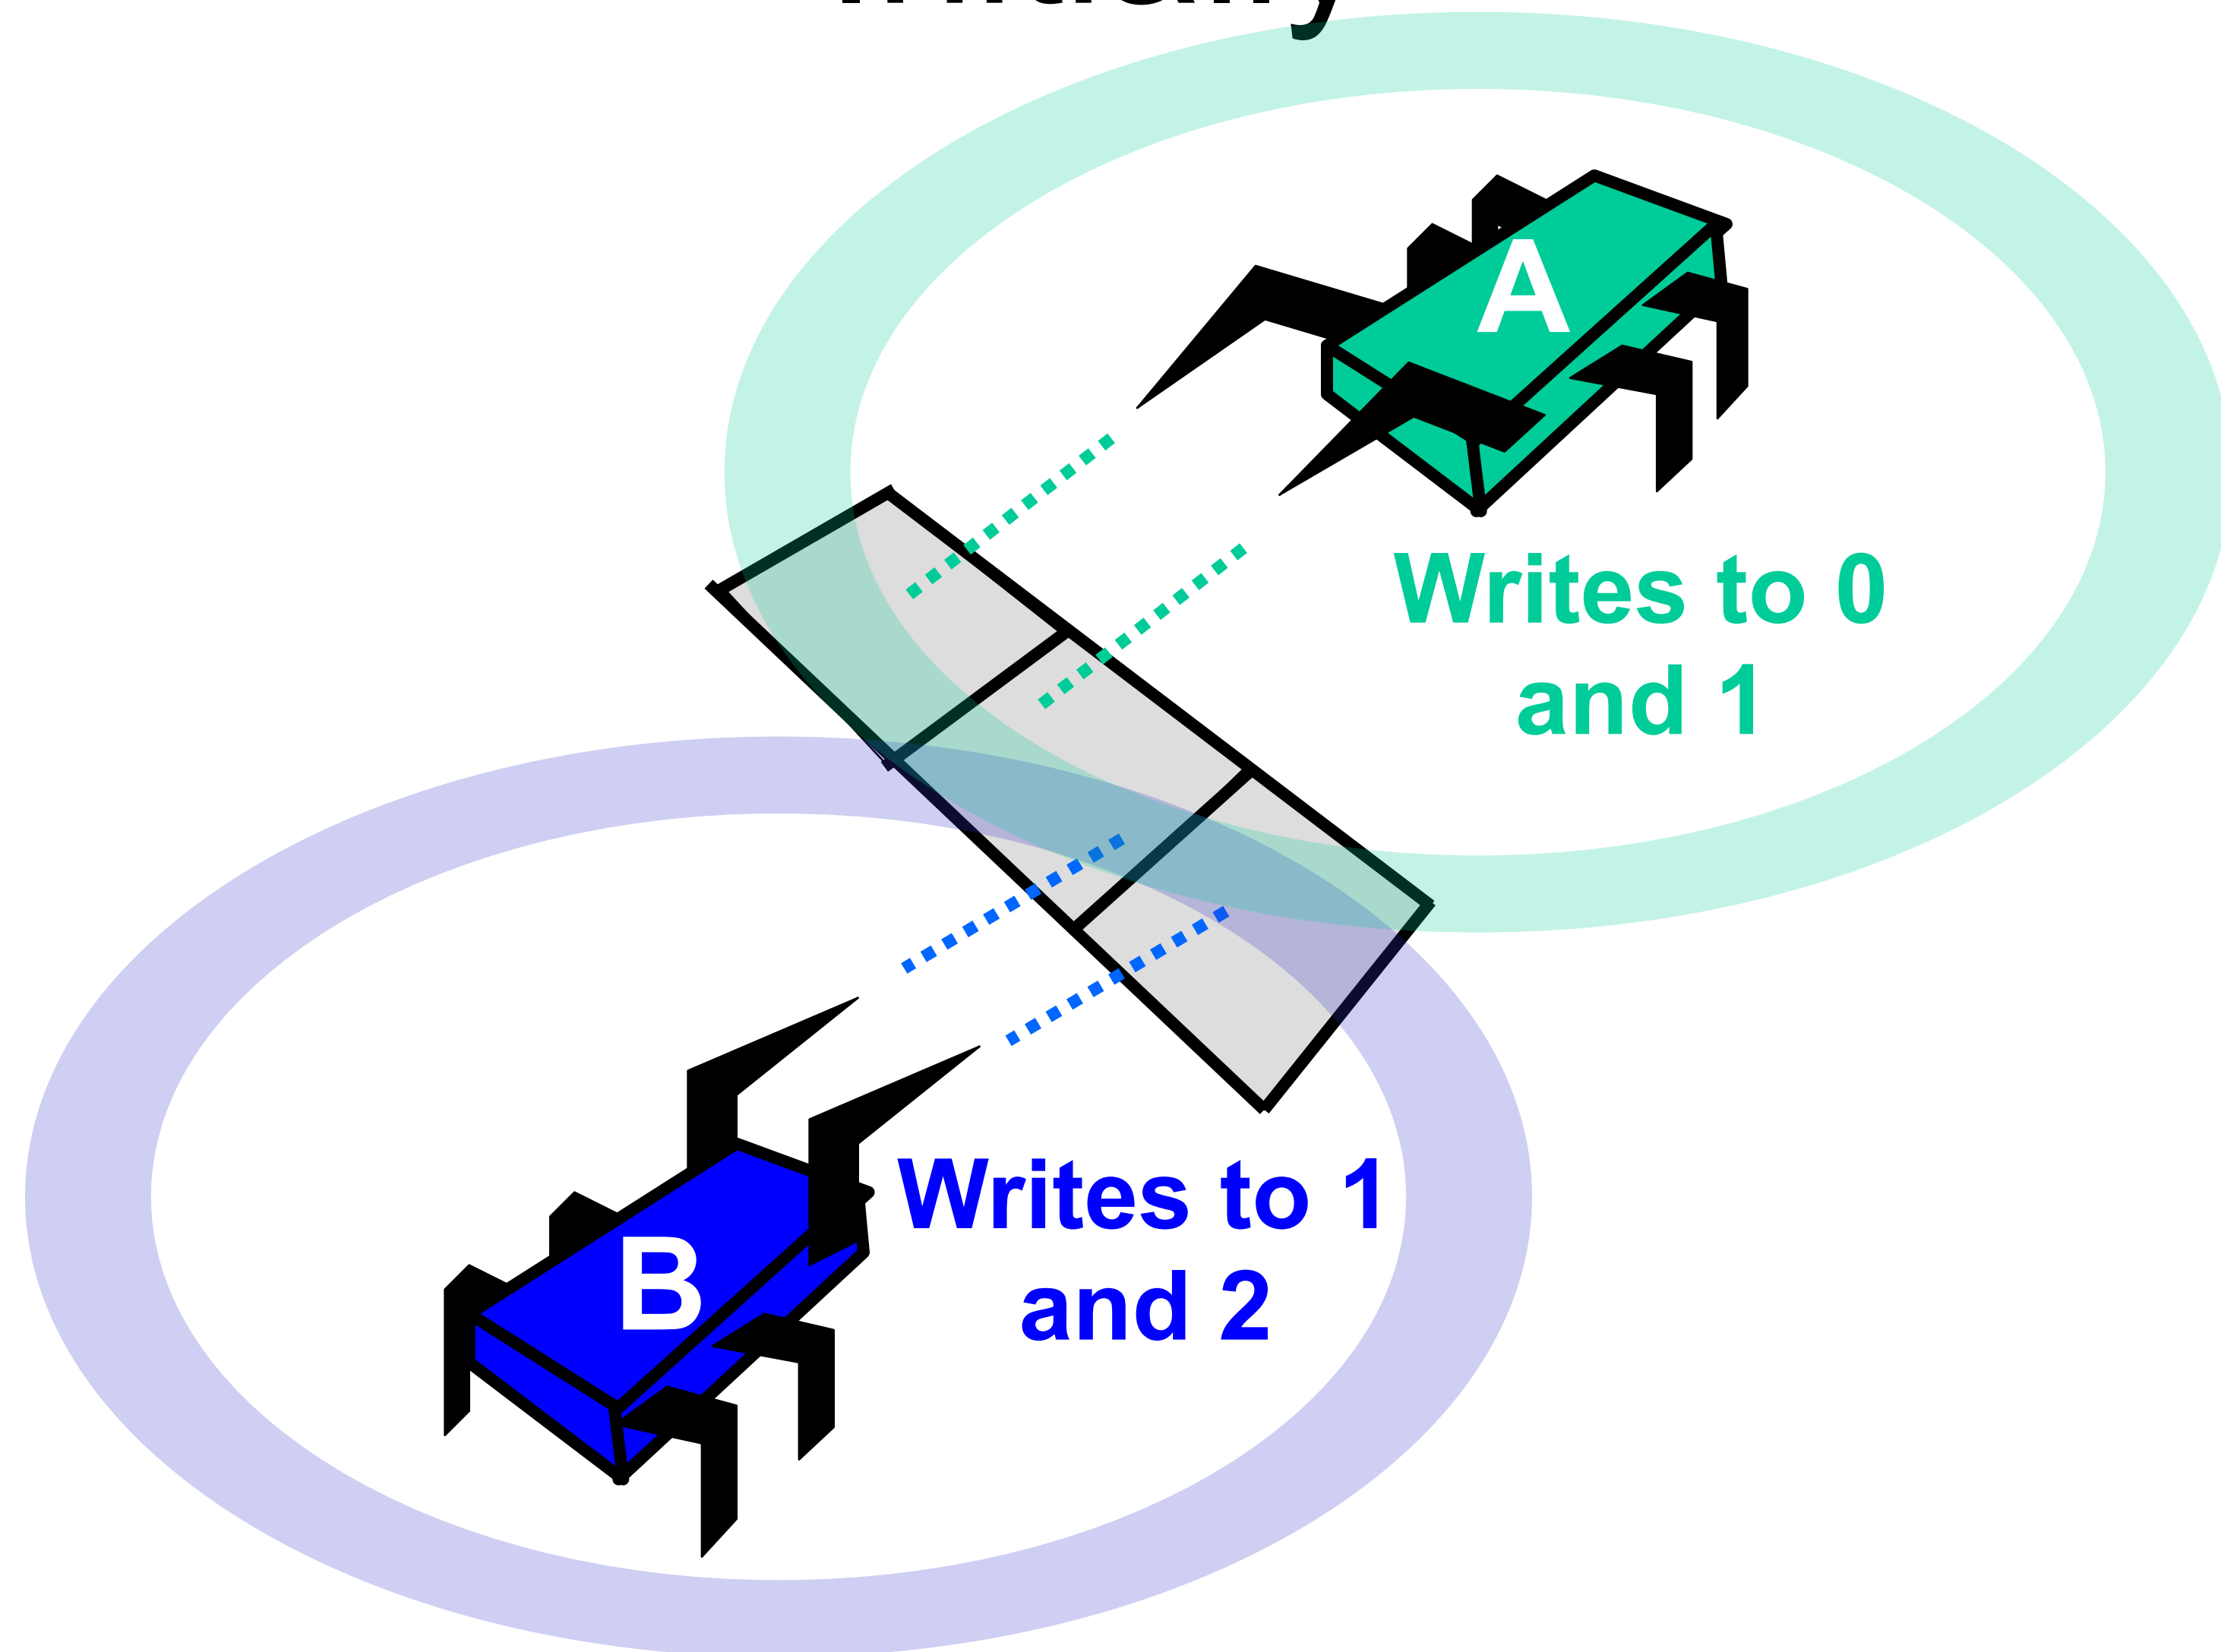 A
Writes to 0
and 1
Writes to 1
and 2
B